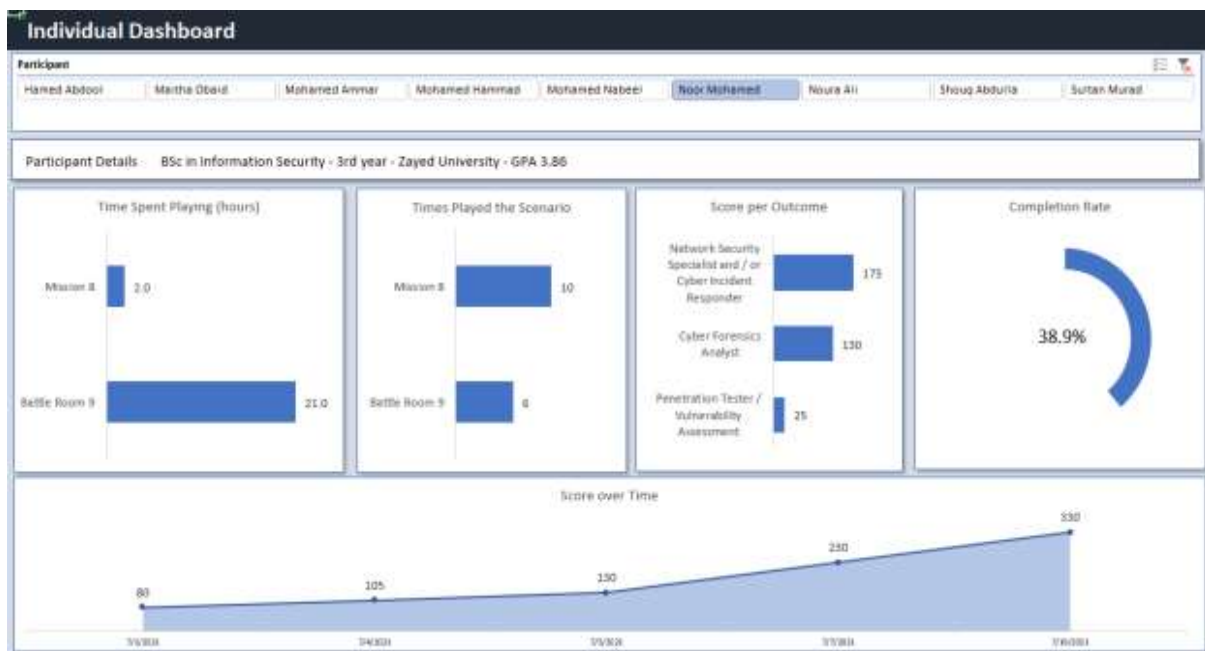 Individual Dashboard
Participant
Hamed Abdool Martha Obaid Mohamed Ammar Mohamed Hammad Mohamed Nabeel Noor Mohamed Noura Ali Shouq Abdulla Sultan Murad
Participant Details BSc in Information Security - 3rd year - Zayed University - GPA 3.86
Time Spent Playing (hours)
Mission 8 2.0
Battle Room 9 21.0
Times Played the Scenario
Mission 8 10
Battle Room 9 6
Score per Outcome
Network Security
Specialist and / or
Cyber Incident
Responder
175
Cyber Forensics
Analyst
130
Penetration Tester /
Vulnerability
Assessment
25
Completion Rate
38.9%
Score over Time
80 105 130 230 330